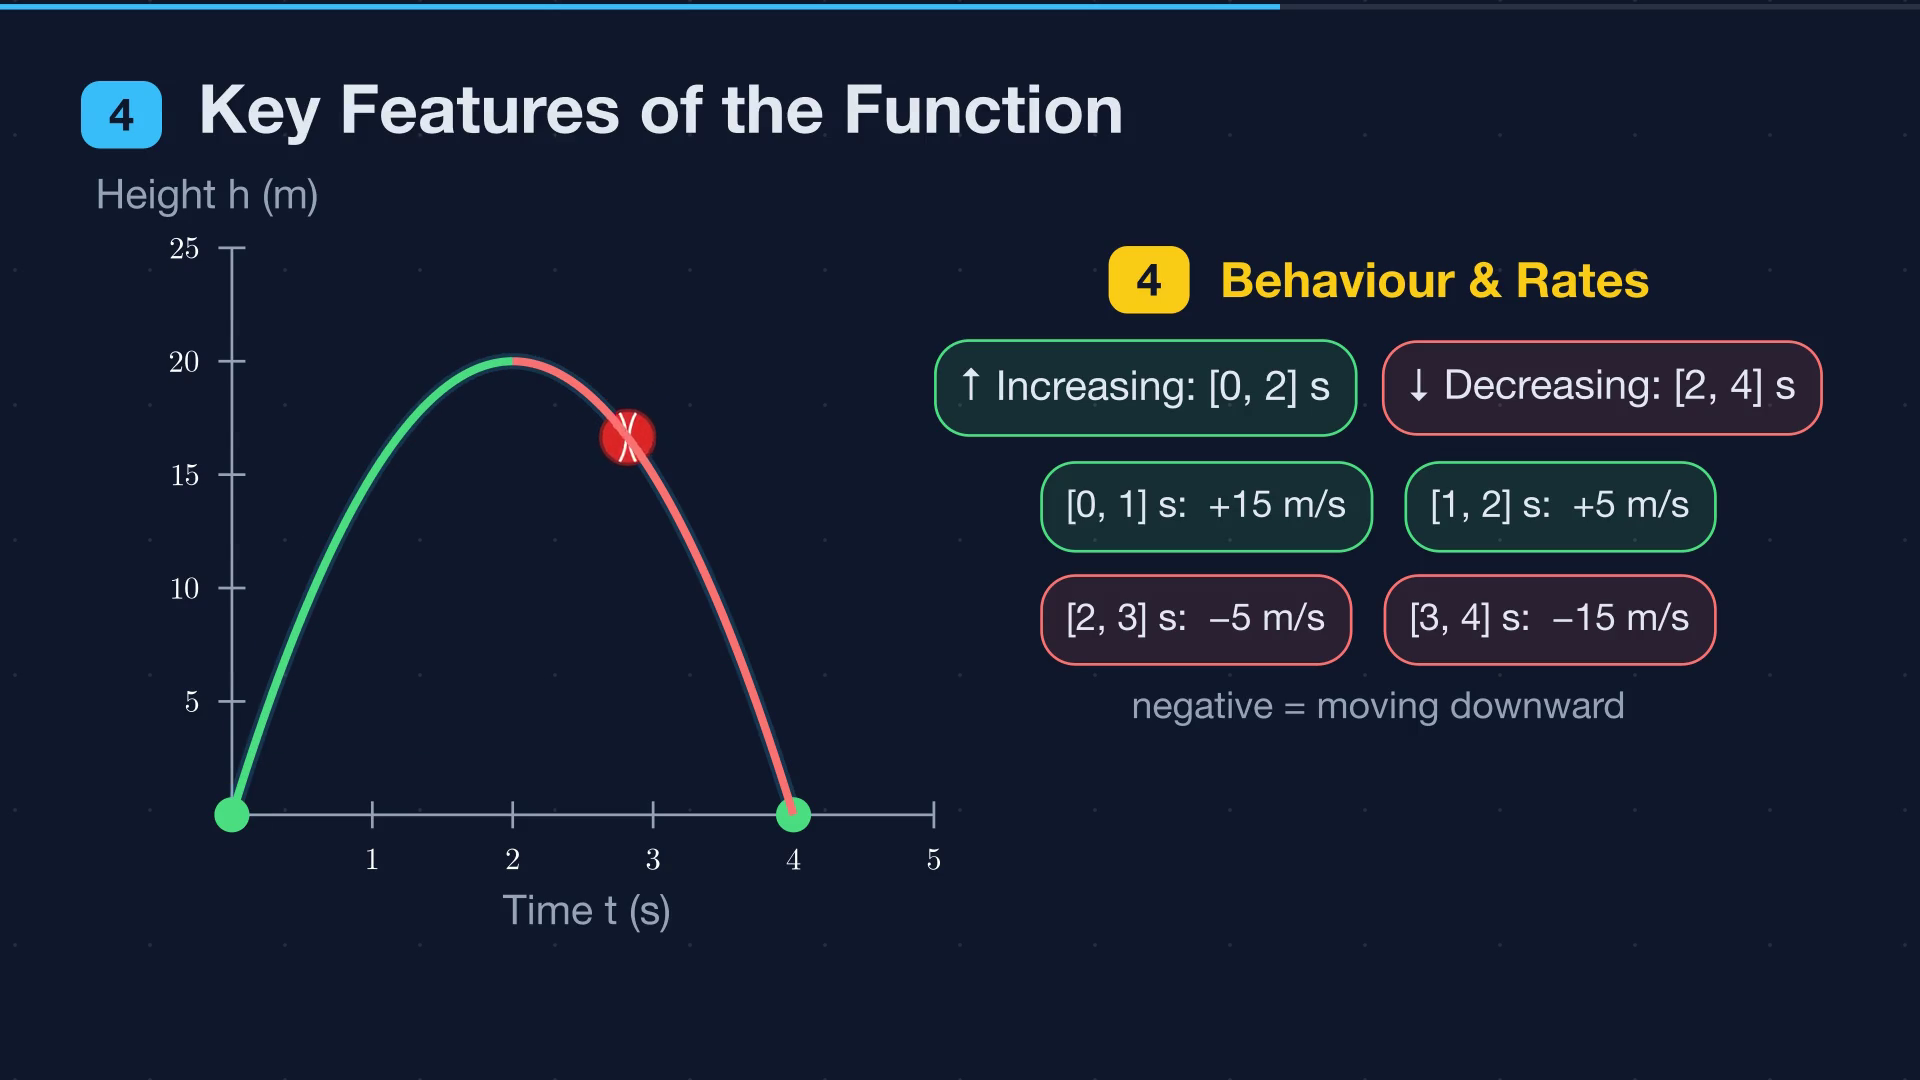 4 Key Features of the Function
Height h (m)
25
20
15
10
5
1 2 3 4 5
Time t (s)
4 Behaviour & Rates
↑ Increasing: [0, 2] s
↓ Decreasing: [2, 4] s
[0, 1] s: +15 m/s
[1, 2] s: +5 m/s
[2, 3] s: −5 m/s
[3, 4] s: −15 m/s
negative = moving downward